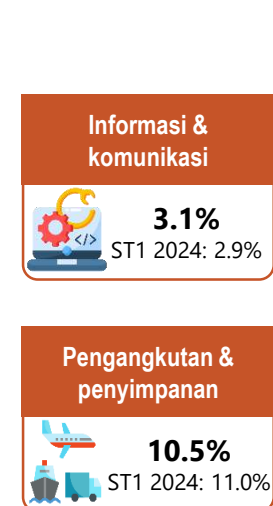 Informasi &
komunikasi
</>
3.1%
ST1 2024: 2.9%
Pengangkutan &
penyimpanan
10.5%
ST1 2024: 11.0%